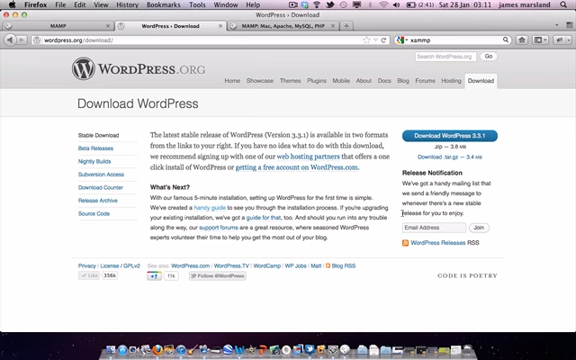 Firefox File Edit View History Bookmarks Tools Window Help (2:41) Sat 28 Jan 03:11 james marsland
WordPress › Download
MAMP WordPress › Download MAMP: Mac, Apache, MySQL, PHP ...
wordpress.org/download/ xampp
Search WordPress.org Go
WORDPRESS.ORG
Home Showcase Themes Plugins Mobile About Docs Blog Forums Hosting Download
Download WordPress
Stable Download
Beta Releases
Nightly Builds
Subversion Access
Download Counter
Release Archive
Source Code
The latest stable release of WordPress (Version 3.3.1) is available in two formats
from the links to your right. If you have no idea what to do with this download,
we recommend signing up with one of our web hosting partners that offers a one
click install of WordPress or getting a free account on WordPress.com.
What's Next?
With our famous 5-minute installation, setting up WordPress for the first time is simple.
We've created a handy guide to see you through the installation process. If you're upgrading
your existing installation, we've got a guide for that, too. And should you run into any trouble
along the way, our support forums are a great resource, where seasoned WordPress
experts volunteer their time to help you get the most out of your blog.
Download WordPress 3.3.1
.zip — 3.8 MB
Download .tar.gz — 3.4 MB
Release Notification
We've got a handy mailing list that
we send a friendly message to
whenever there's a new stable
release for you to enjoy.
Email Address Join
WordPress Releases RSS
Privacy | License / GPLv2 See also: WordPress.com | WordPress.TV | WordCamp | WP Jobs | Matt | Blog RSS
Like 356k +1 11k Follow @WordPress
CODE IS POETRY